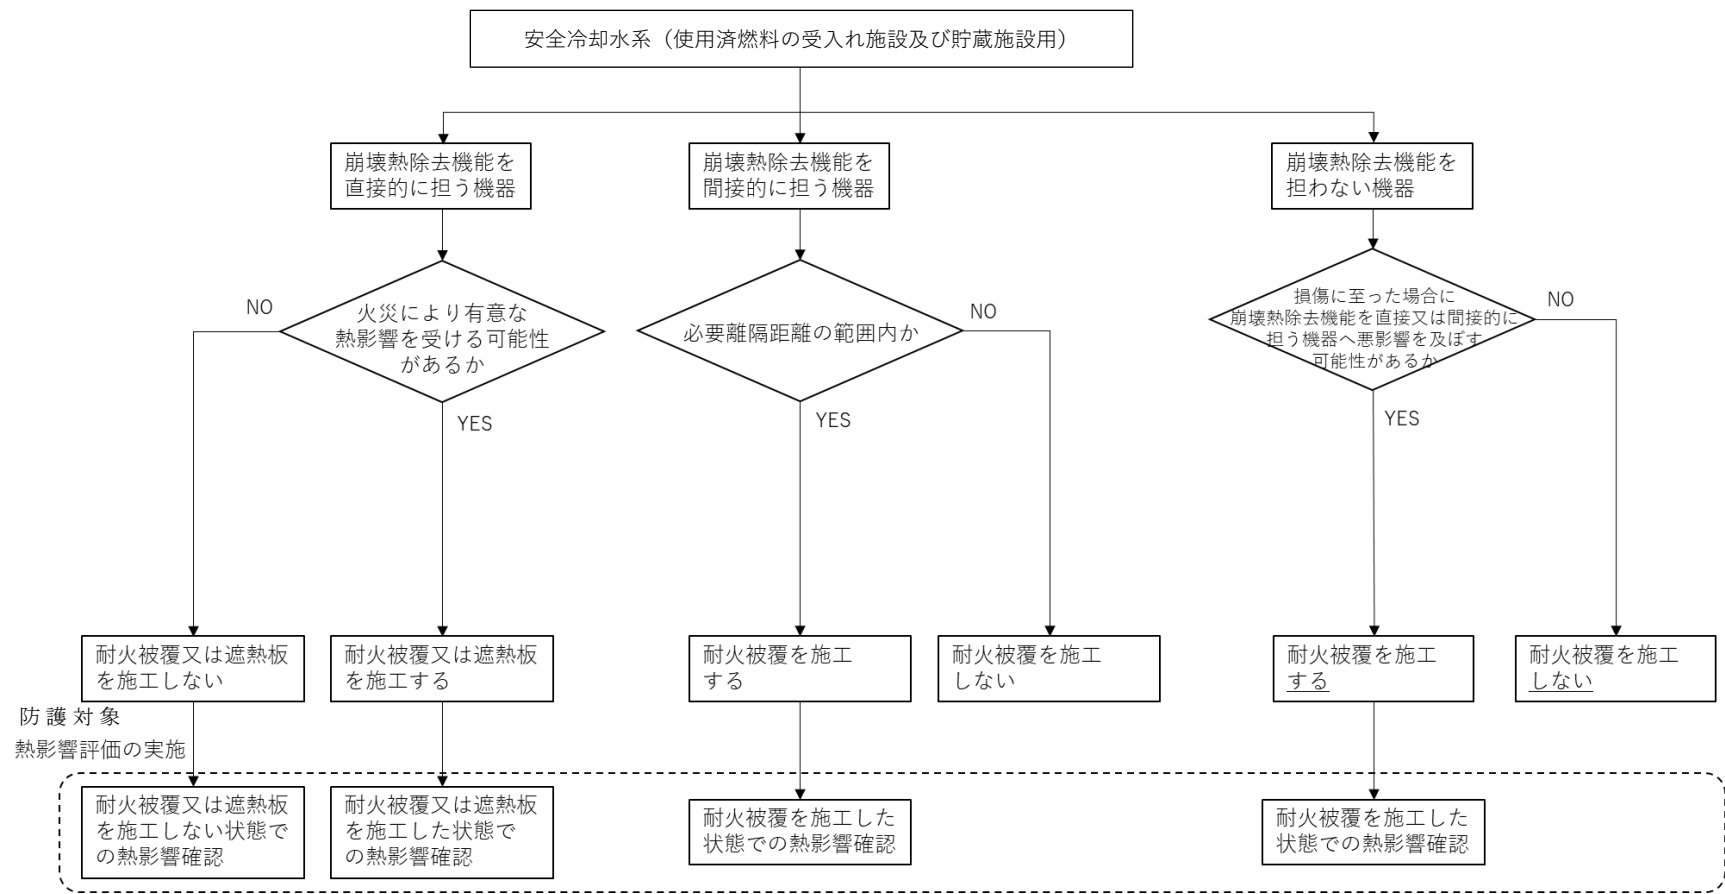 安全冷却水系（使用済燃料の受入れ施設及び貯蔵施設用）
崩壊熱除去機能を
直接的に担う機器
崩壊熱除去機能を
間接的に担う機器
崩壊熱除去機能を
担わない機器
NO
火災により有意な
熱影響を受ける可能性
があるか
YES
必要離隔距離の範囲内か
NO
YES
損傷に至った場合に
崩壊熱除去機能を直接又は間接的に
担う機器へ悪影響を及ぼす
可能性があるか
NO
YES
耐火被覆又は遮熱板
を施工しない
耐火被覆又は遮熱板
を施工する
耐火被覆を施工
する
耐火被覆を施工
しない
耐火被覆を施工
する
耐火被覆を施工
しない
防護対象
熱影響評価の実施
耐火被覆又は遮熱板
を施工しない状態で
の熱影響確認
耐火被覆又は遮熱板
を施工した状態で
の熱影響確認
耐火被覆を施工した
状態での熱影響確認
耐火被覆を施工した
状態での熱影響確認